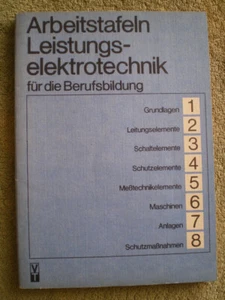 Arbeitstafeln
Leistungs-
elektrotechnik
für die Berufsbildung
Grundlagen 1
Leitungselemente 2
Schaltelemente 3
Schutzelemente 4
Meßtechnikelemente 5
Maschinen 6
Anlagen 7
Schutzmaßnahmen 8
VT